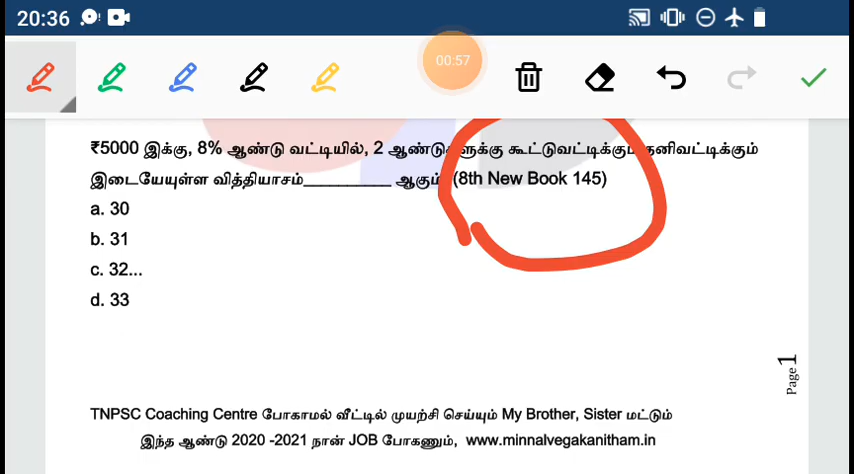 20:36
00:57
₹5000 இக்கு, 8% ஆண்டு வட்டியில், 2 ஆண்டுகளுக்கு கூட்டுவட்டிக்கும் தனிவட்டிக்கும்
இடையேயுள்ள வித்தியாசம்__________ ஆகும் (8th New Book 145)
a. 30
b. 31
c. 32...
d. 33
Page 1
TNPSC Coaching Centre போகாமல் வீட்டில் முயற்சி செய்யும் My Brother, Sister மட்டும்
இந்த ஆண்டு 2020 -2021 நான் JOB போகணும், www.minnalvegakanitham.in